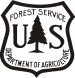 FOREST SERVICE
U S
DEPARTMENT OF AGRICULTURE